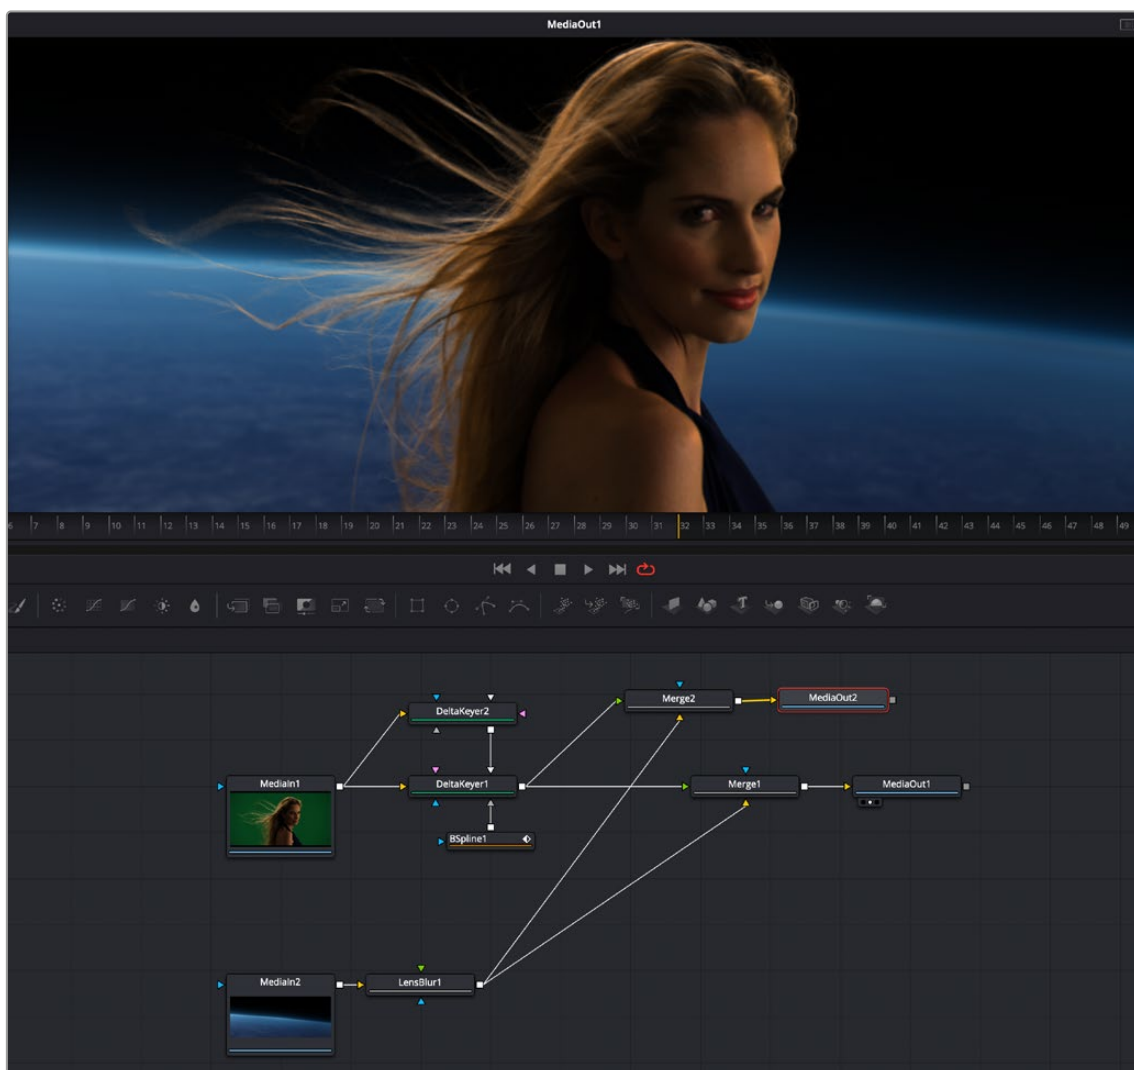 MediaOut1
6 7 8 9 10 11 12 13 14 15 16 17 18 19 20 21 22 23 24 25 26 27 28 29 30 31 32 33 34 35 36 37 38 39 40 41 42 43 44 45 46 47 48 49
T
Merge2 MediaOut2
DeltaKeyer2
MediaIn1 DeltaKeyer1 Merge1 MediaOut1
BSpline1
MediaIn2 LensBlur1